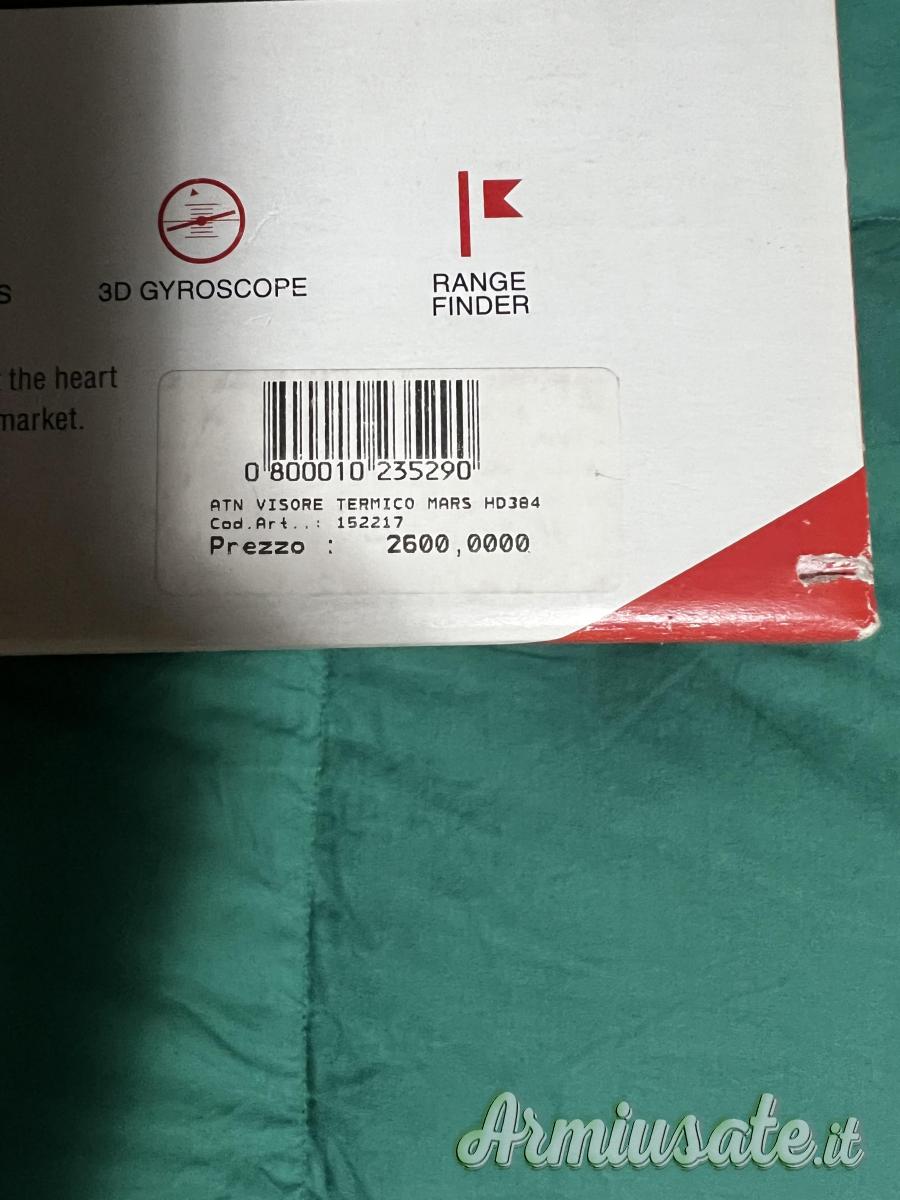 S
3D GYROSCOPE
RANGE
FINDER
the heart
market.
0 800010 235290
ATN VISORE TERMICO MARS HD384
Cod.Art..: 152217
Prezzo : 2600,0000
Armiusate.it